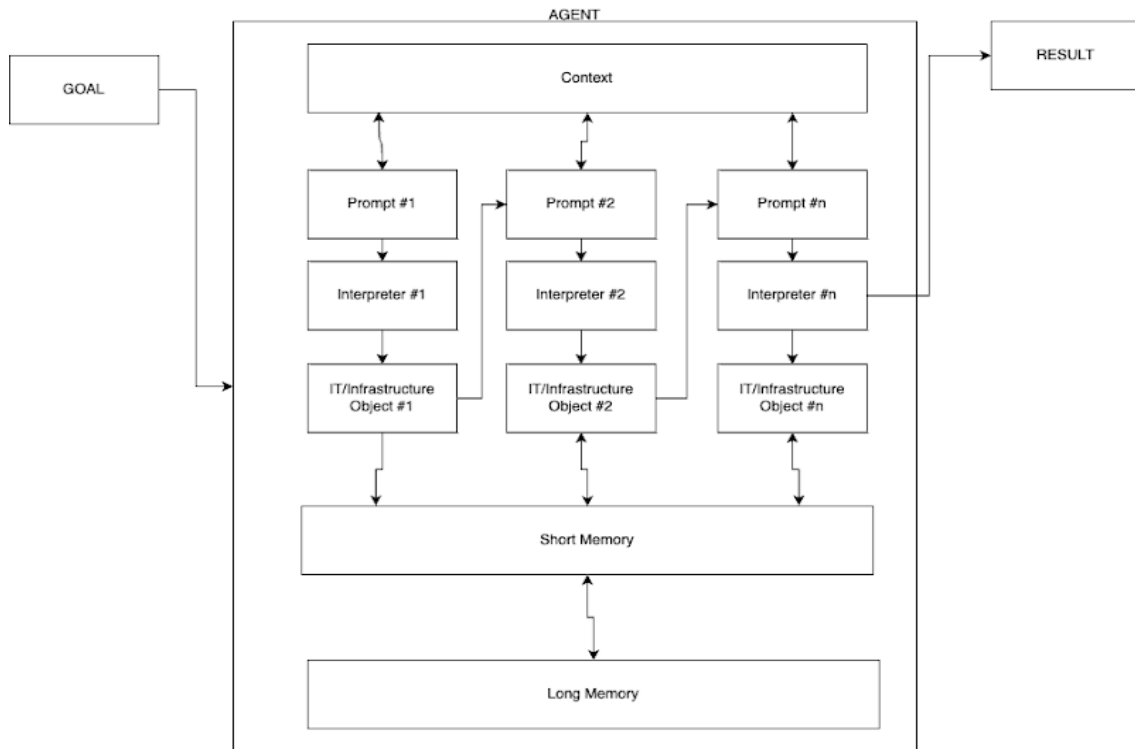 AGENT
GOAL
RESULT
Context
Prompt #1
Prompt #2
Prompt #n
Interpreter #1
Interpreter #2
Interpreter #n
IT/Infrastructure
Object #1
IT/Infrastructure
Object #2
IT/Infrastructure
Object #n
Short Memory
Long Memory